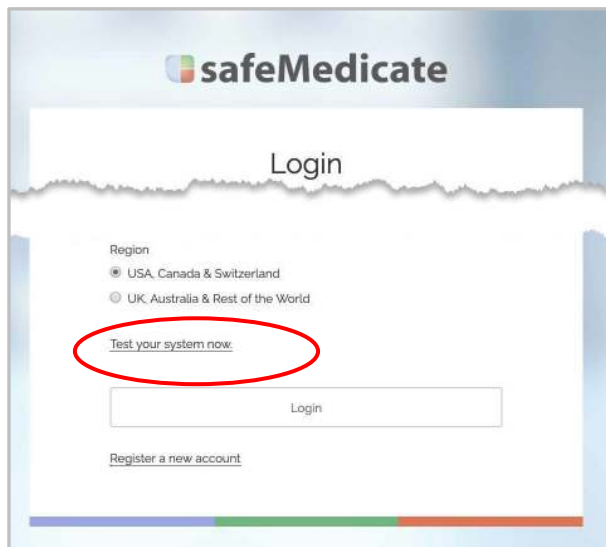 safeMedicate
Login
Region
USA, Canada & Switzerland
UK, Australia & Rest of the World
Test your system now.
Login
Register a new account